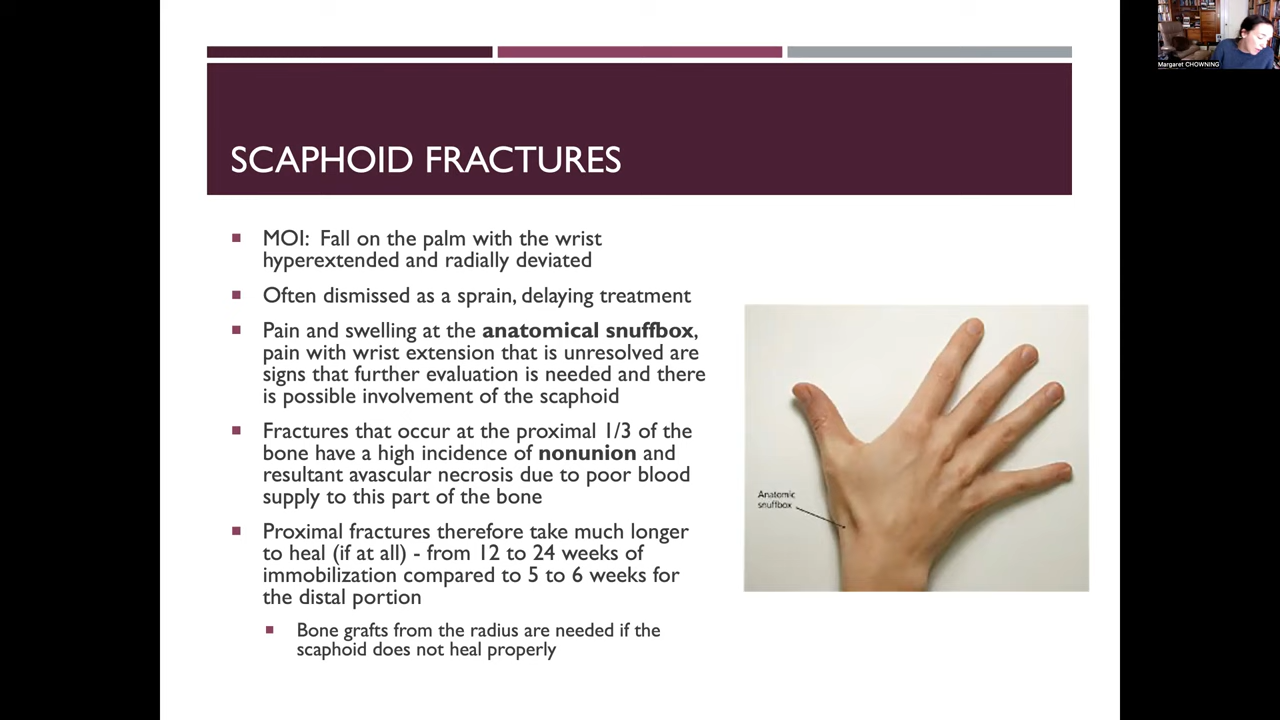 Margaret CHOWNING
SCAPHOID FRACTURES
MOI: Fall on the palm with the wrist
hyperextended and radially deviated
Often dismissed as a sprain, delaying treatment
Pain and swelling at the anatomical snuffbox,
pain with wrist extension that is unresolved are
signs that further evaluation is needed and there
is possible involvement of the scaphoid
Fractures that occur at the proximal 1/3 of the
bone have a high incidence of nonunion and
resultant avascular necrosis due to poor blood
supply to this part of the bone
Proximal fractures therefore take much longer
to heal (if at all) - from 12 to 24 weeks of
immobilization compared to 5 to 6 weeks for
the distal portion
Bone grafts from the radius are needed if the
scaphoid does not heal properly
Anatomic
snuffbox